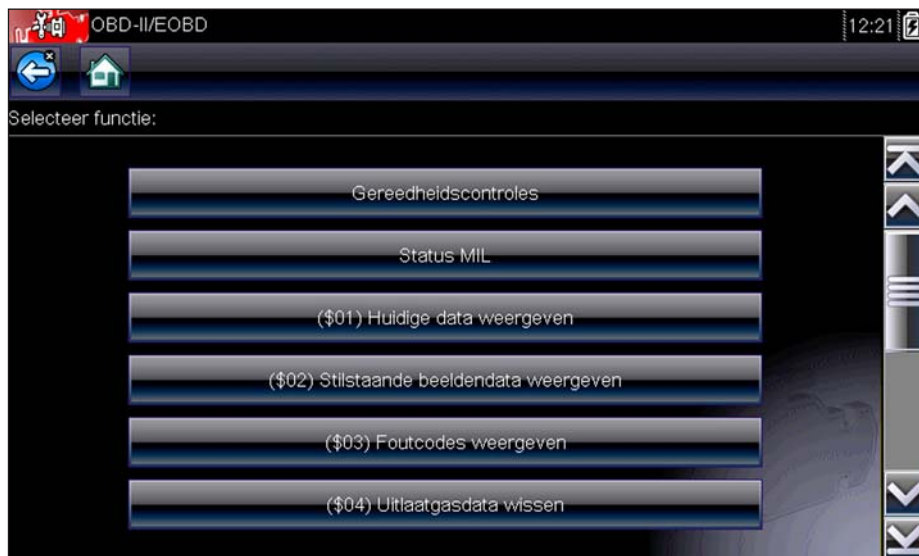 OBD-II/EOBD
12:21
Selecteer functie:
Gereedheidscontroles
Status MIL
($01) Huidige data weergeven
($02) Stilstaande beeldendata weergeven
($03) Foutcodes weergeven
($04) Uitlaatgasdata wissen